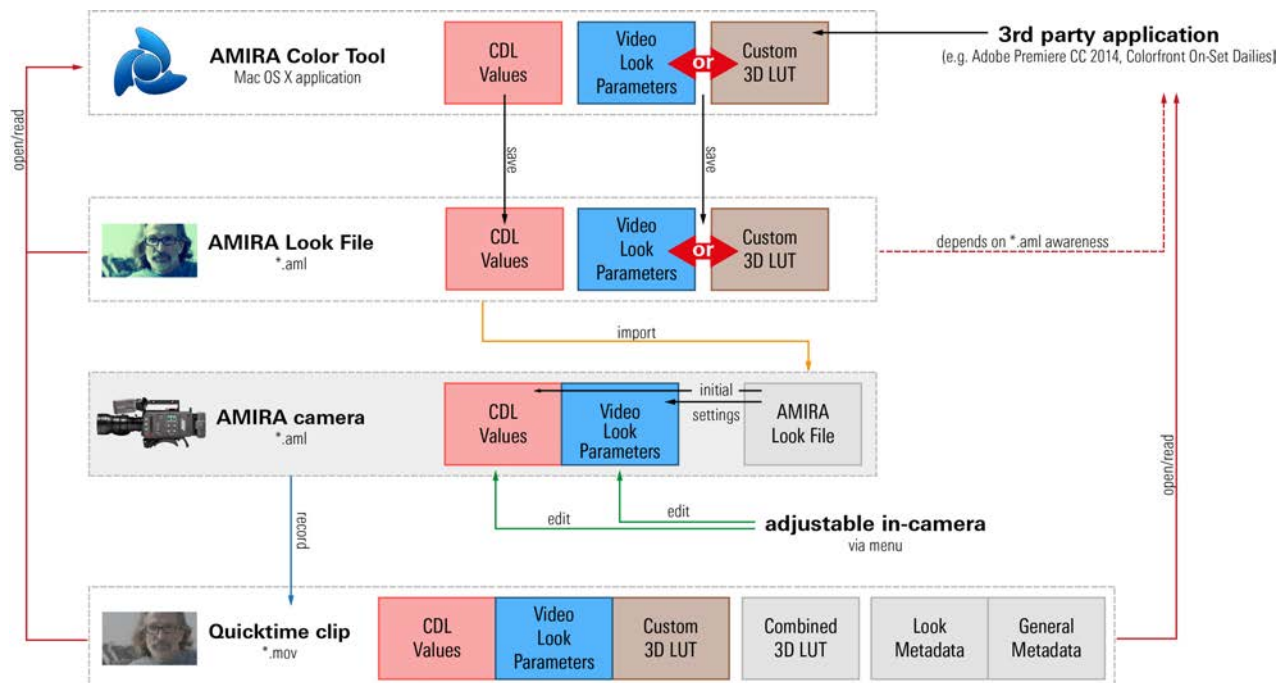 AMIRA Color Tool
Mac OS X application
CDL
Values
Video
Look
Parameters
or
Custom
3D LUT
3rd party application
(e.g. Adobe Premiere CC 2014, Colorfront On-Set Dailies)
open/read
save
save
AMIRA Look File
*.aml
CDL
Values
Video
Look
Parameters
or
Custom
3D LUT
depends on *.aml awareness
import
AMIRA camera
*.aml
CDL
Values
Video
Look
Parameters
initial
settings
AMIRA
Look File
open/read
edit
edit
adjustable in-camera
via menu
record
Quicktime clip
*.mov
CDL
Values
Video
Look
Parameters
Custom
3D LUT
Combined
3D LUT
Look
Metadata
General
Metadata